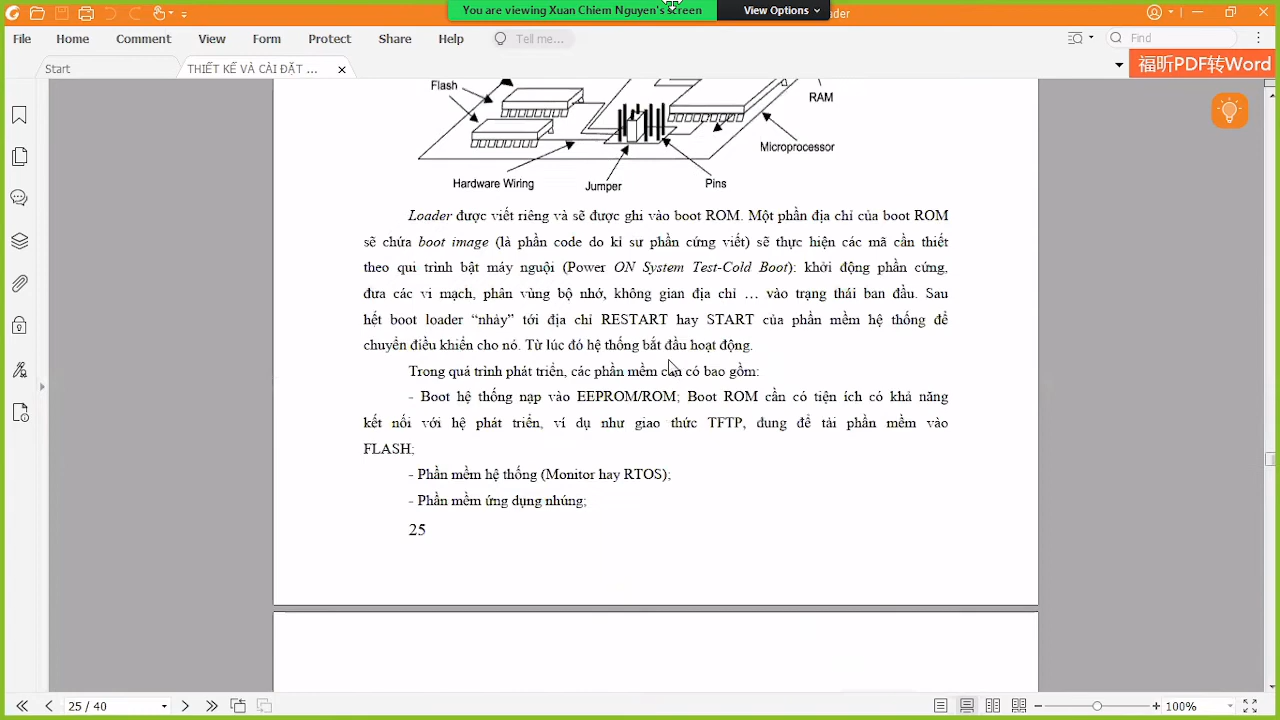 You are viewing Xuan Chiem Nguyen's screen
View Options
ader
File Home Comment View Form Protect Share Help Tell me... Find
Start
THIẾT KẾ VÀ CÀI ĐẶT ...
福昕PDF转Word
Flash
RAM
Microprocessor
Hardware Wiring
Jumper
Pins
Loader được viết riêng và sẽ được ghi vào boot ROM. Một phần địa chỉ của boot ROM
sẽ chứa boot image (là phần code do kĩ sư phần cứng viết) sẽ thực hiện các mã cần thiết
theo qui trình bật máy nguội (Power ON System Test-Cold Boot): khởi động phần cứng,
đưa các vi mạch, phân vùng bộ nhớ, không gian địa chỉ … vào trạng thái ban đầu. Sau
hết boot loader “nhảy” tới địa chỉ RESTART hay START của phần mềm hệ thống để
chuyển điều khiển cho nó. Từ lúc đó hệ thống bắt đầu hoạt động.
Trong quá trình phát triển, các phần mềm cần có bao gồm:
- Boot hệ thống nạp vào EEPROM/ROM; Boot ROM cần có tiện ích có khả năng
kết nối với hệ phát triển, ví dụ như giao thức TFTP, dung để tải phần mềm vào
FLASH;
- Phần mềm hệ thống (Monitor hay RTOS);
- Phần mềm ứng dụng nhúng;
25
25 / 40
100%